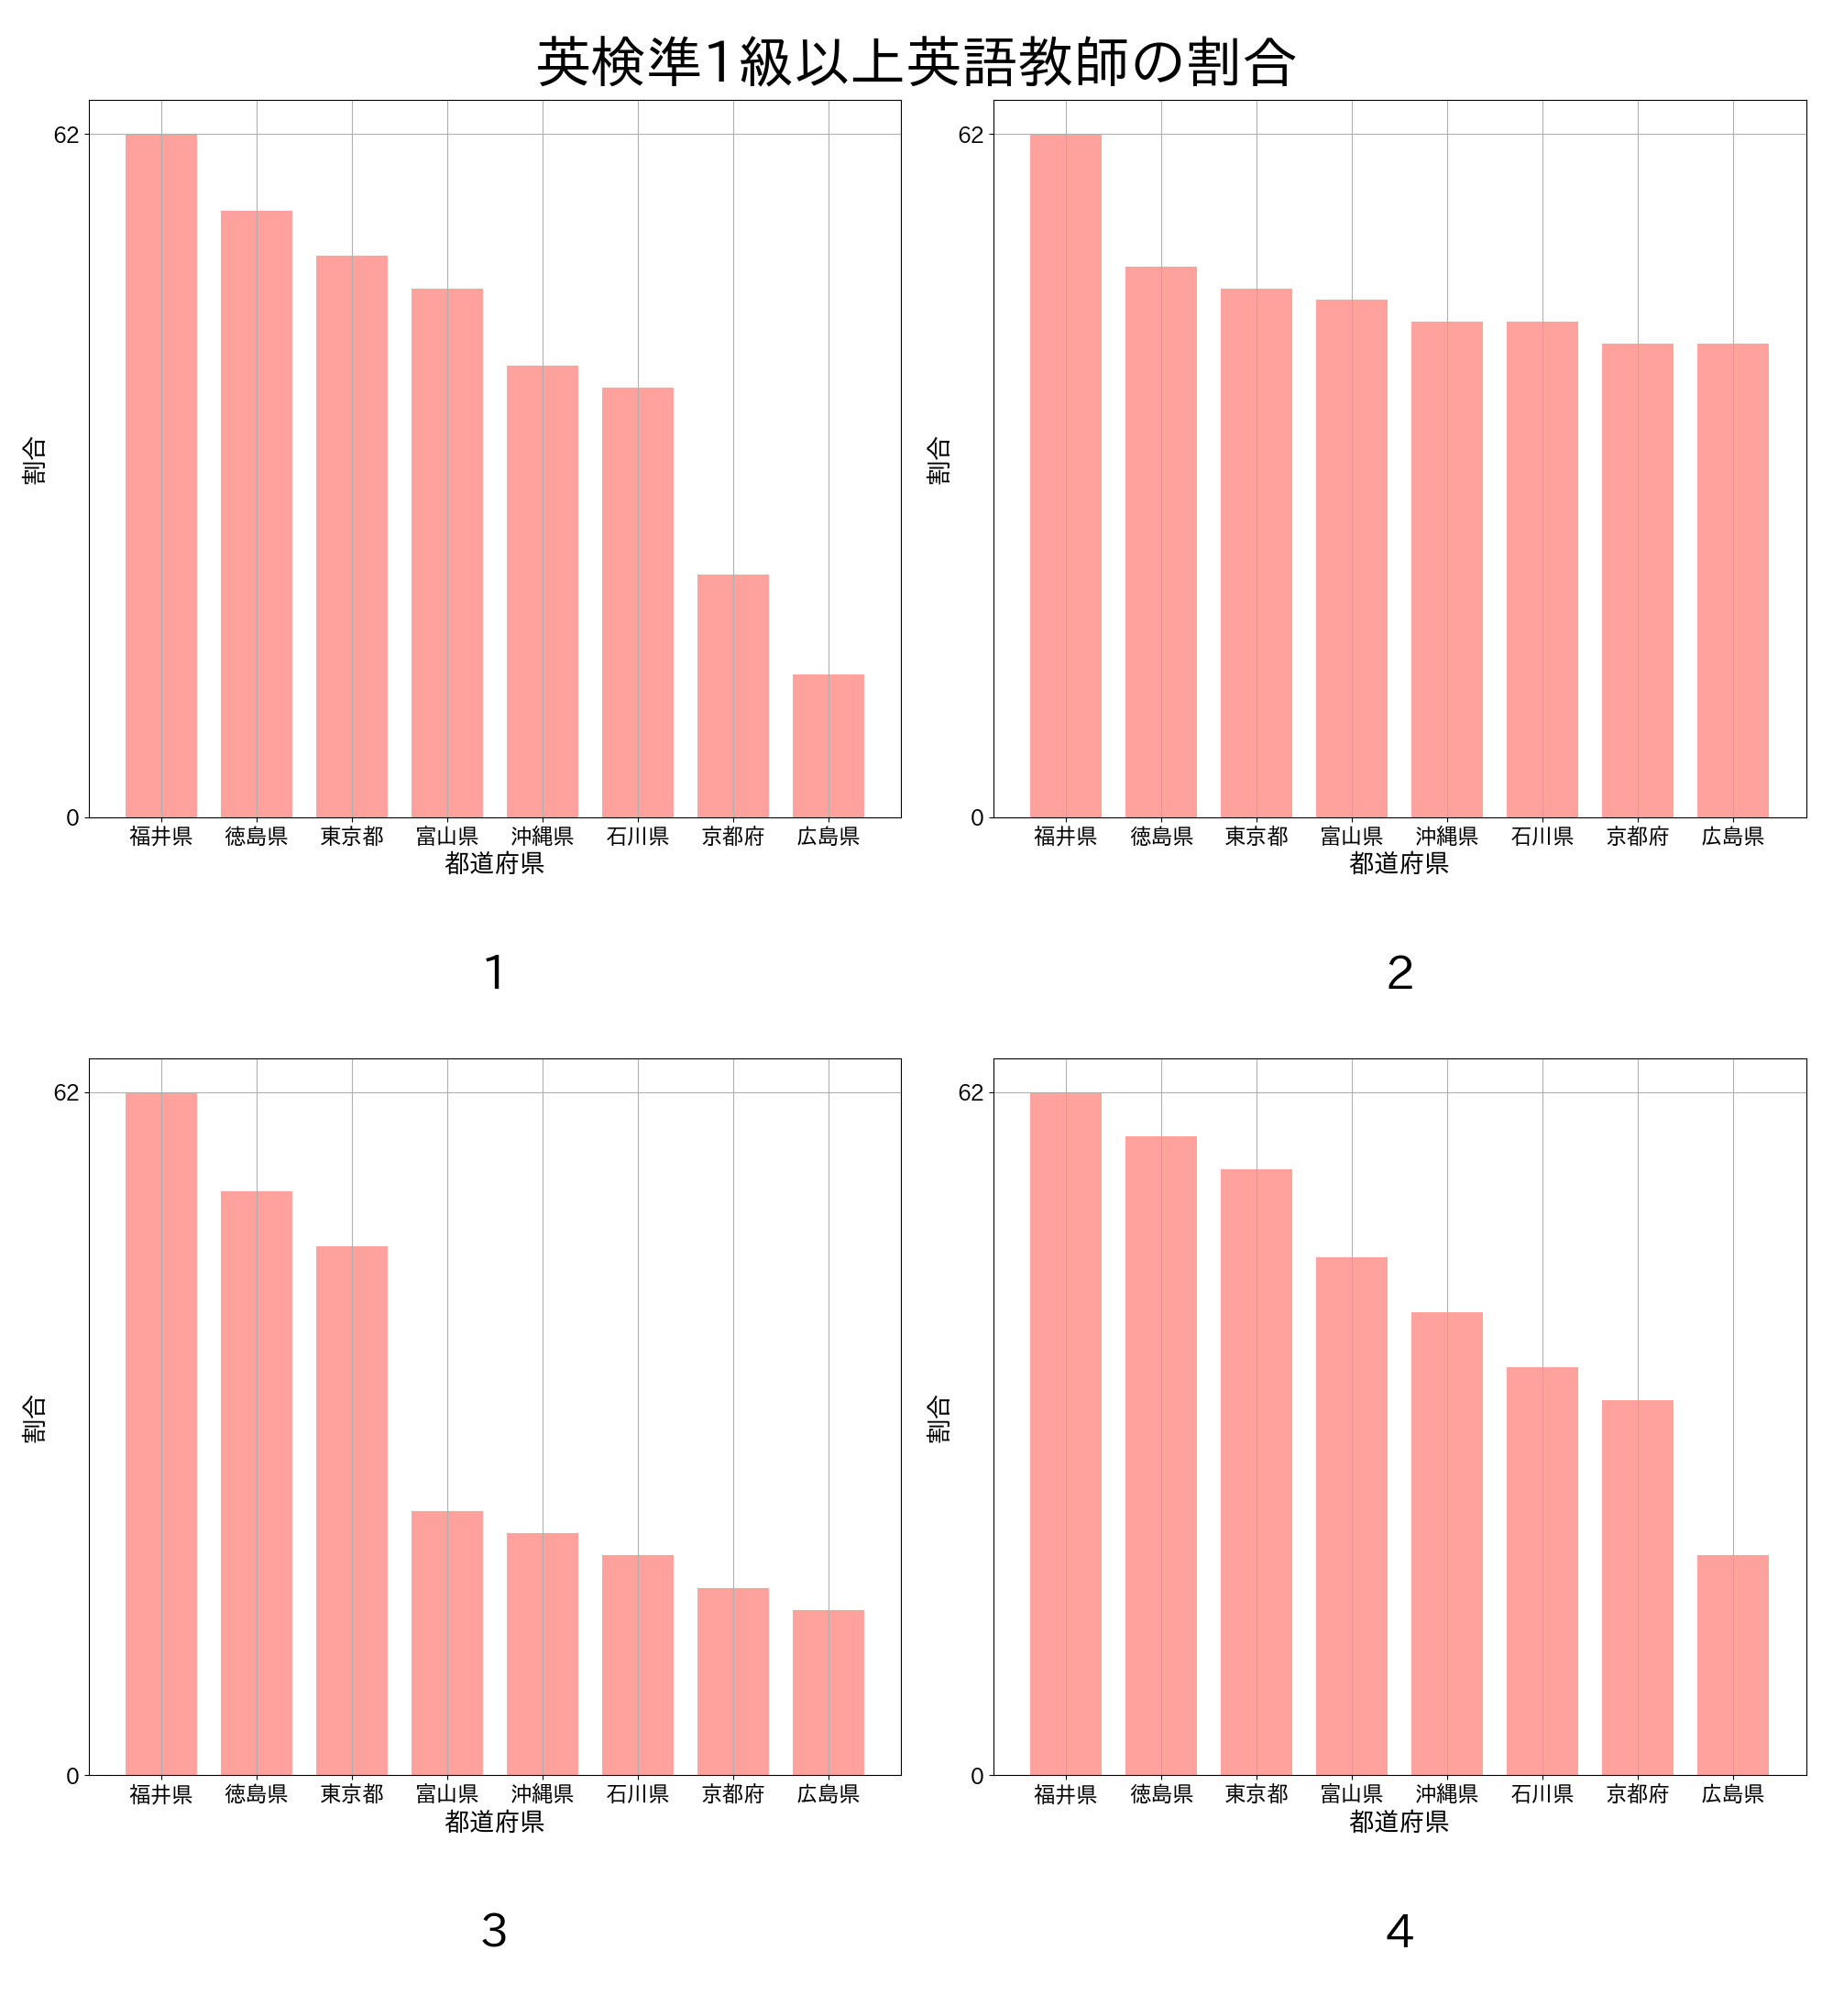 英検準1級以上英語教師の割合
62
0
割合
福井県 徳島県 東京都 富山県 沖縄県 石川県 京都府 広島県
都道府県
1
62
0
割合
福井県 徳島県 東京都 富山県 沖縄県 石川県 京都府 広島県
都道府県
2
62
0
割合
福井県 徳島県 東京都 富山県 沖縄県 石川県 京都府 広島県
都道府県
3
62
0
割合
福井県 徳島県 東京都 富山県 沖縄県 石川県 京都府 広島県
都道府県
4